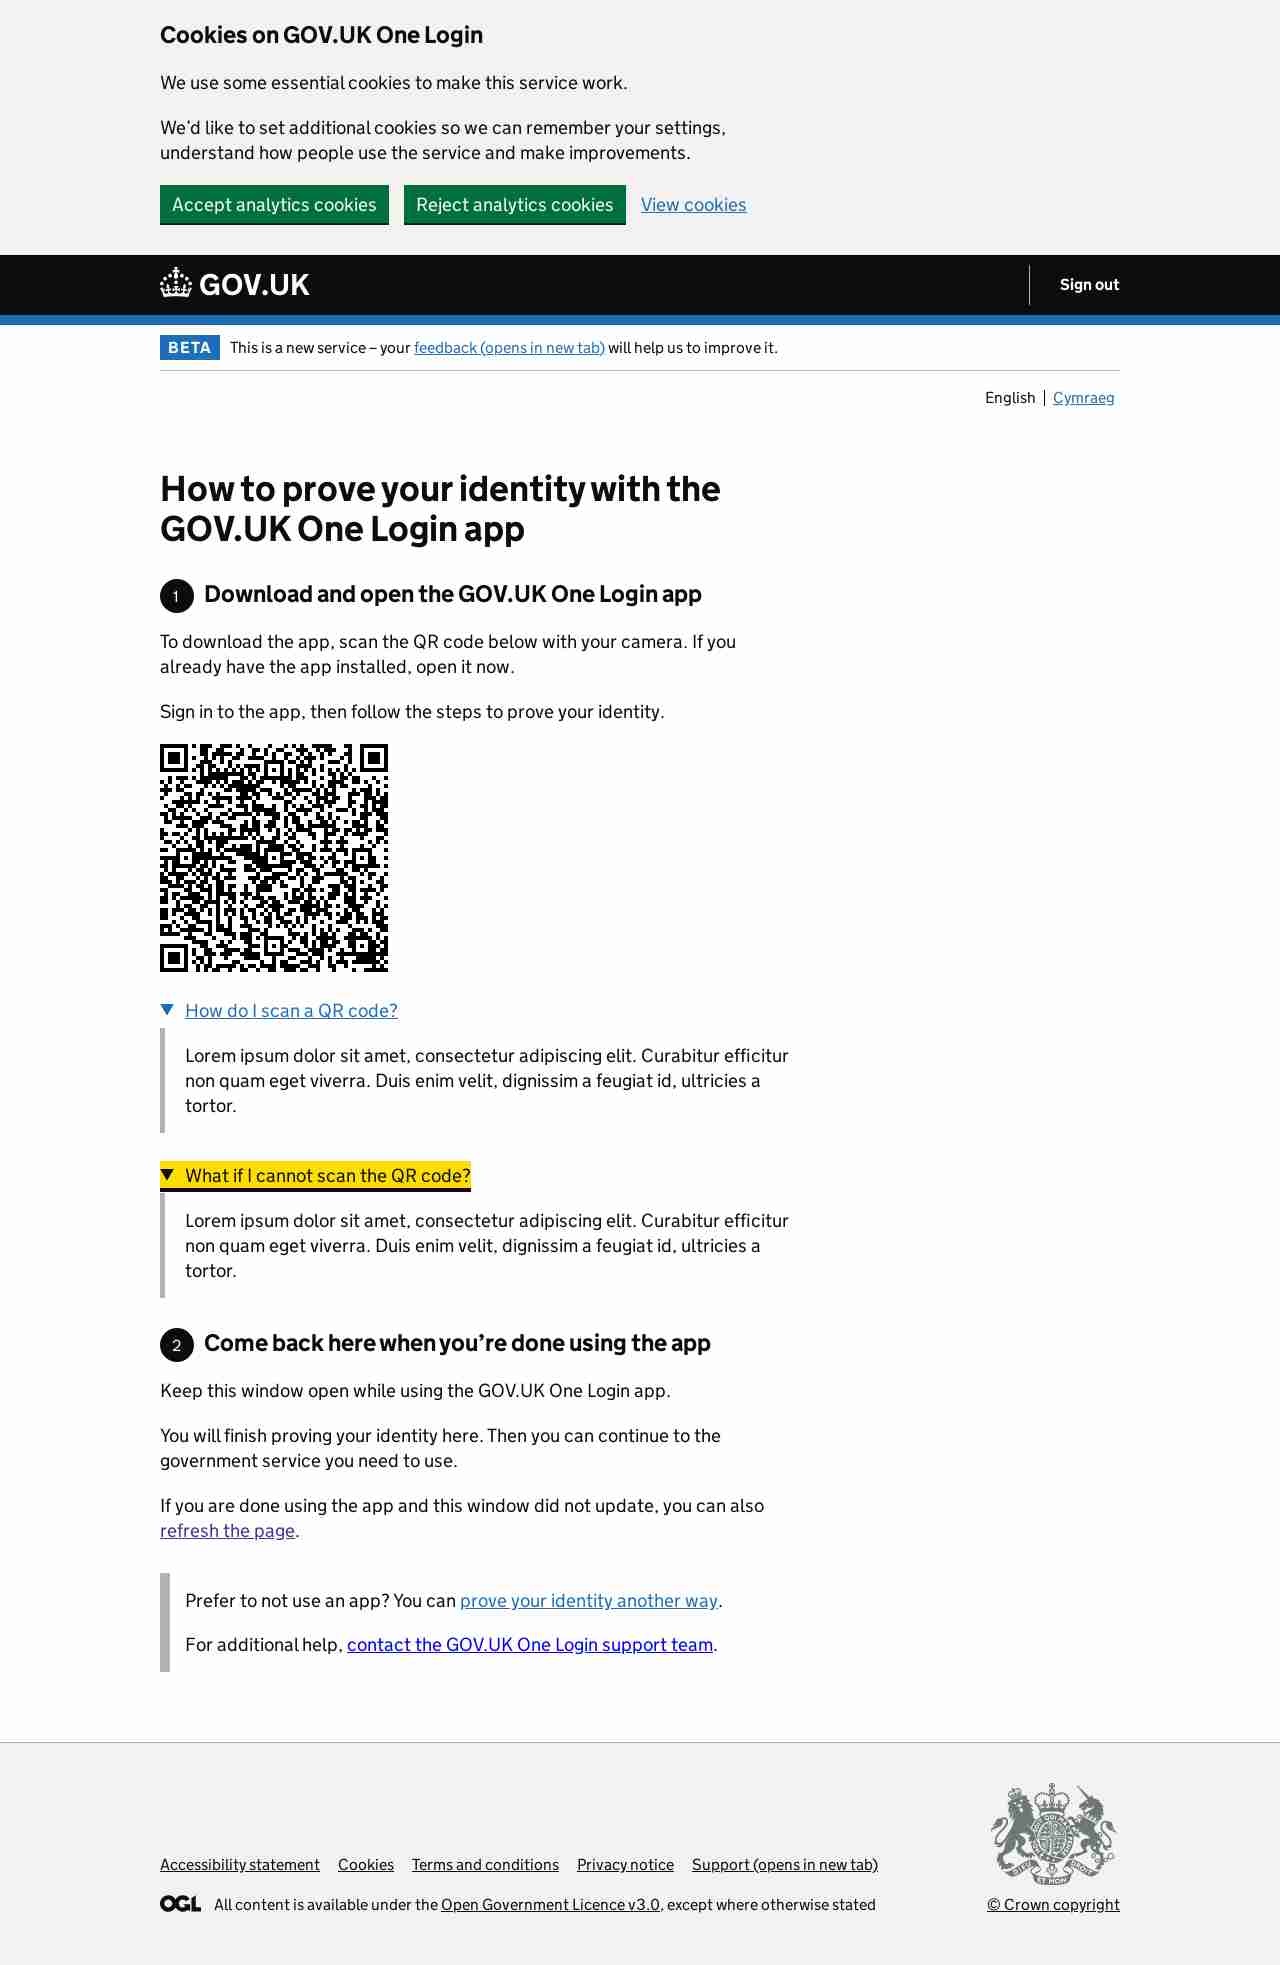 Cookies on GOV.UK One Login
We use some essential cookies to make this service work.
We’d like to set additional cookies so we can remember your settings,
understand how people use the service and make improvements.
Accept analytics cookies Reject analytics cookies View cookies
GOV.UK Sign out
BETA This is a new service – your feedback (opens in new tab) will help us to improve it.
English | Cymraeg
How to prove your identity with the
GOV.UK One Login app
1 Download and open the GOV.UK One Login app
To download the app, scan the QR code below with your camera. If you
already have the app installed, open it now.
Sign in to the app, then follow the steps to prove your identity.
How do I scan a QR code?
Lorem ipsum dolor sit amet, consectetur adipiscing elit. Curabitur efficitur
non quam eget viverra. Duis enim velit, dignissim a feugiat id, ultricies a
tortor.
What if I cannot scan the QR code?
Lorem ipsum dolor sit amet, consectetur adipiscing elit. Curabitur efficitur
non quam eget viverra. Duis enim velit, dignissim a feugiat id, ultricies a
tortor.
2 Come back here when you’re done using the app
Keep this window open while using the GOV.UK One Login app.
You will finish proving your identity here. Then you can continue to the
government service you need to use.
If you are done using the app and this window did not update, you can also
refresh the page.
Prefer to not use an app? You can prove your identity another way.
For additional help, contact the GOV.UK One Login support team.
Accessibility statement Cookies Terms and conditions Privacy notice Support (opens in new tab)
OGL All content is available under the Open Government Licence v3.0, except where otherwise stated
© Crown copyright